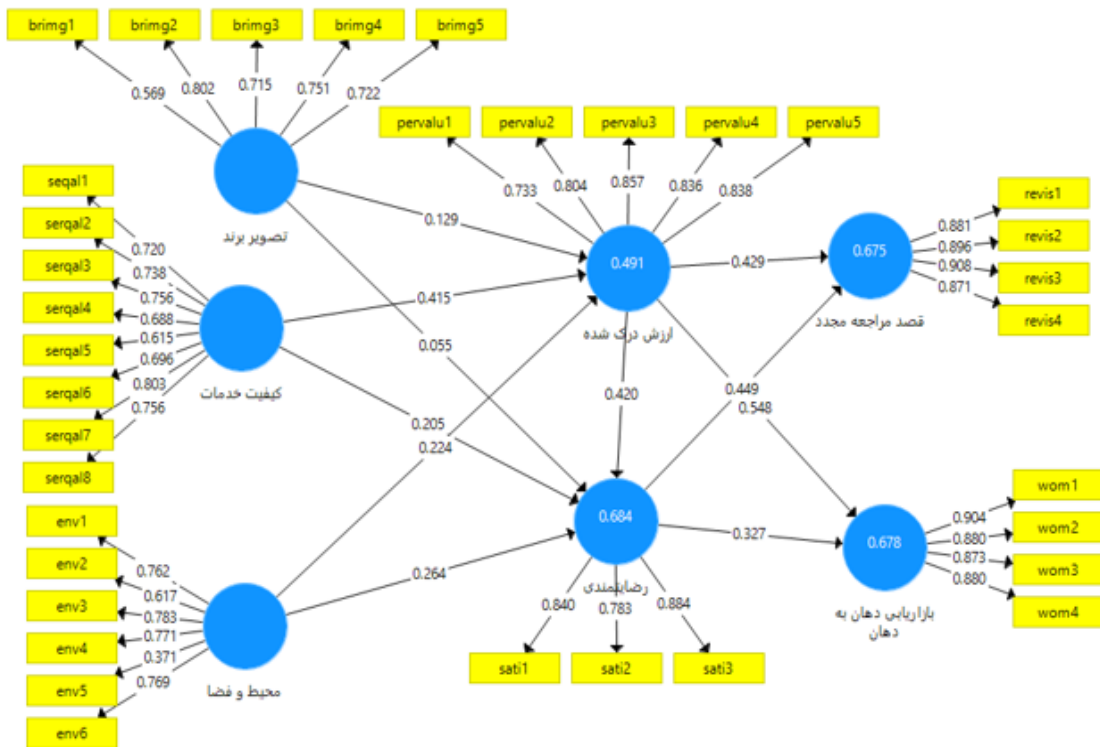 brimg1 brimg2 brimg3 brimg4 brimg5
0.569 0.802 0.715 0.751 0.722
تصویر برند
pervalu1 pervalu2 pervalu3 pervalu4 pervalu5
0.733 0.804 0.857 0.836 0.838
seqal1
serqal2
serqal3
serqal4
serqal5
serqal6
serqal7
serqal8
0.720
0.738
0.756
0.688
0.615
0.696
0.803
0.756
کیفیت خدمات
0.129
0.415
0.055
0.224
0.205
0.264
0.491
ارزش درک شده
0.429
0.420
0.449
0.548
0.675
قصد مراجعه مجدد
0.881
0.896
0.908
0.871
revis1
revis2
revis3
revis4
env1
env2
env3
env4
env5
env6
0.762
0.617
0.783
0.771
0.371
0.769
محیط و فضا
0.684
رضایتمندی
0.327
0.840 0.783 0.884
sati1 sati2 sati3
0.678
بازاریابی دهان به
دهان
0.904
0.880
0.873
0.880
wom1
wom2
wom3
wom4